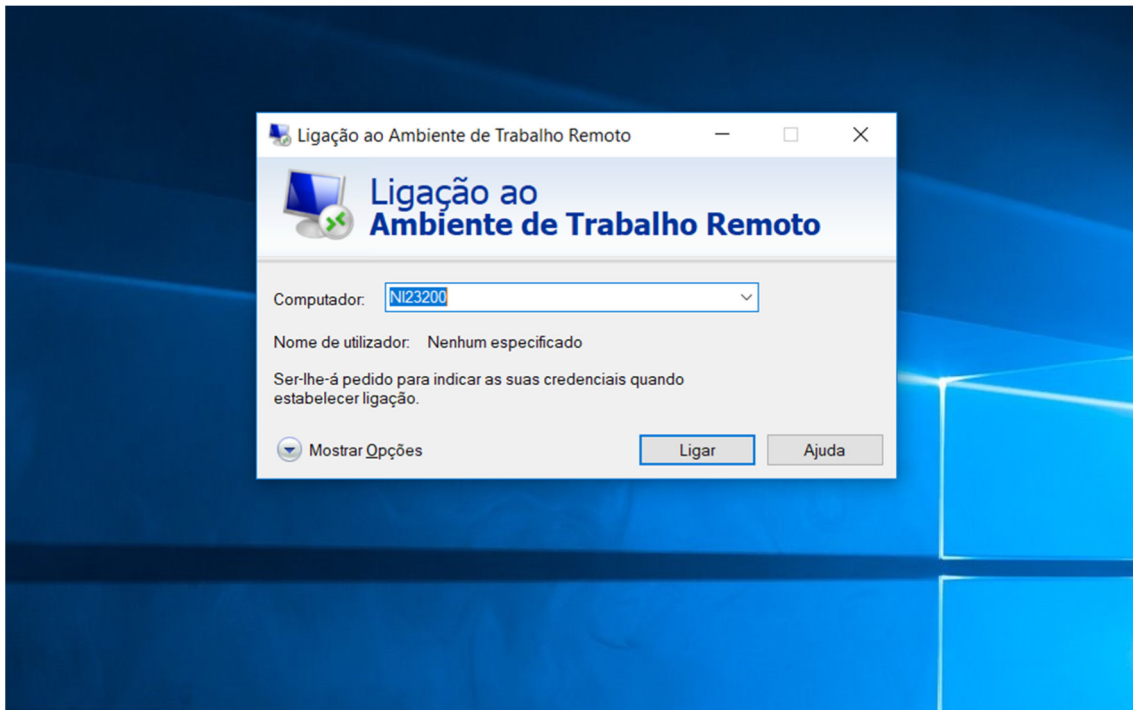 Ligação ao Ambiente de Trabalho Remoto
Ligação ao
Ambiente de Trabalho Remoto
Computador: NI23200
Nome de utilizador: Nenhum especificado
Ser-lhe-á pedido para indicar as suas credenciais quando
estabelecer ligação.
Mostrar Opções Ligar Ajuda